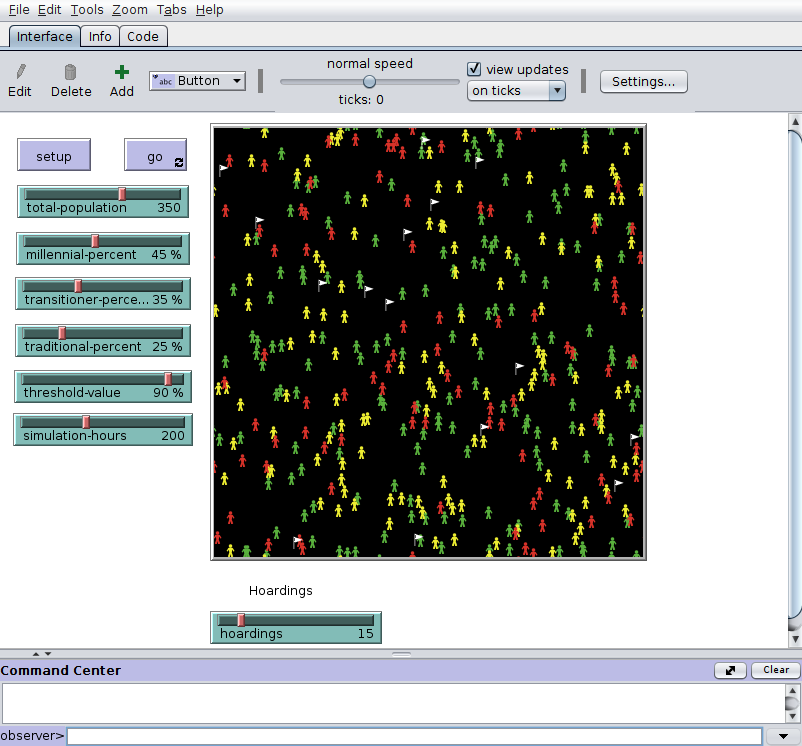 File Edit Tools Zoom Tabs Help
Interface Info Code
normal speed
view updates
Edit Delete Add abc Button
on ticks
Settings...
ticks: 0
setup go
total-population 350
millennial-percent 45 %
transitioner-perce... 35 %
traditional-percent 25 %
threshold-value 90 %
simulation-hours 200
Hoardings
hoardings 15
Command Center Clear
observer>